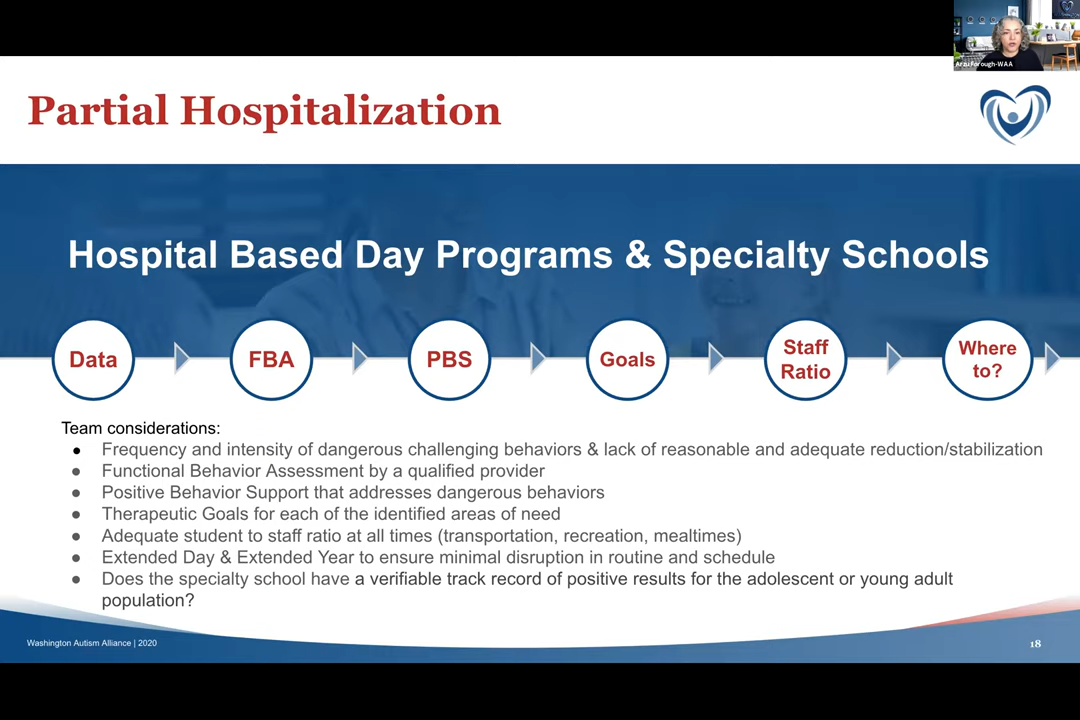 Arzu Forough-WAA
Partial Hospitalization
Hospital Based Day Programs & Specialty Schools
Data
FBA
PBS
Goals
Staff
Ratio
Where
to?
Team considerations:
● Frequency and intensity of dangerous challenging behaviors & lack of reasonable and adequate reduction/stabilization
● Functional Behavior Assessment by a qualified provider
● Positive Behavior Support that addresses dangerous behaviors
● Therapeutic Goals for each of the identified areas of need
● Adequate student to staff ratio at all times (transportation, recreation, mealtimes)
● Extended Day & Extended Year to ensure minimal disruption in routine and schedule
● Does the specialty school have a verifiable track record of positive results for the adolescent or young adult
population?
Washington Autism Alliance | 2020
18